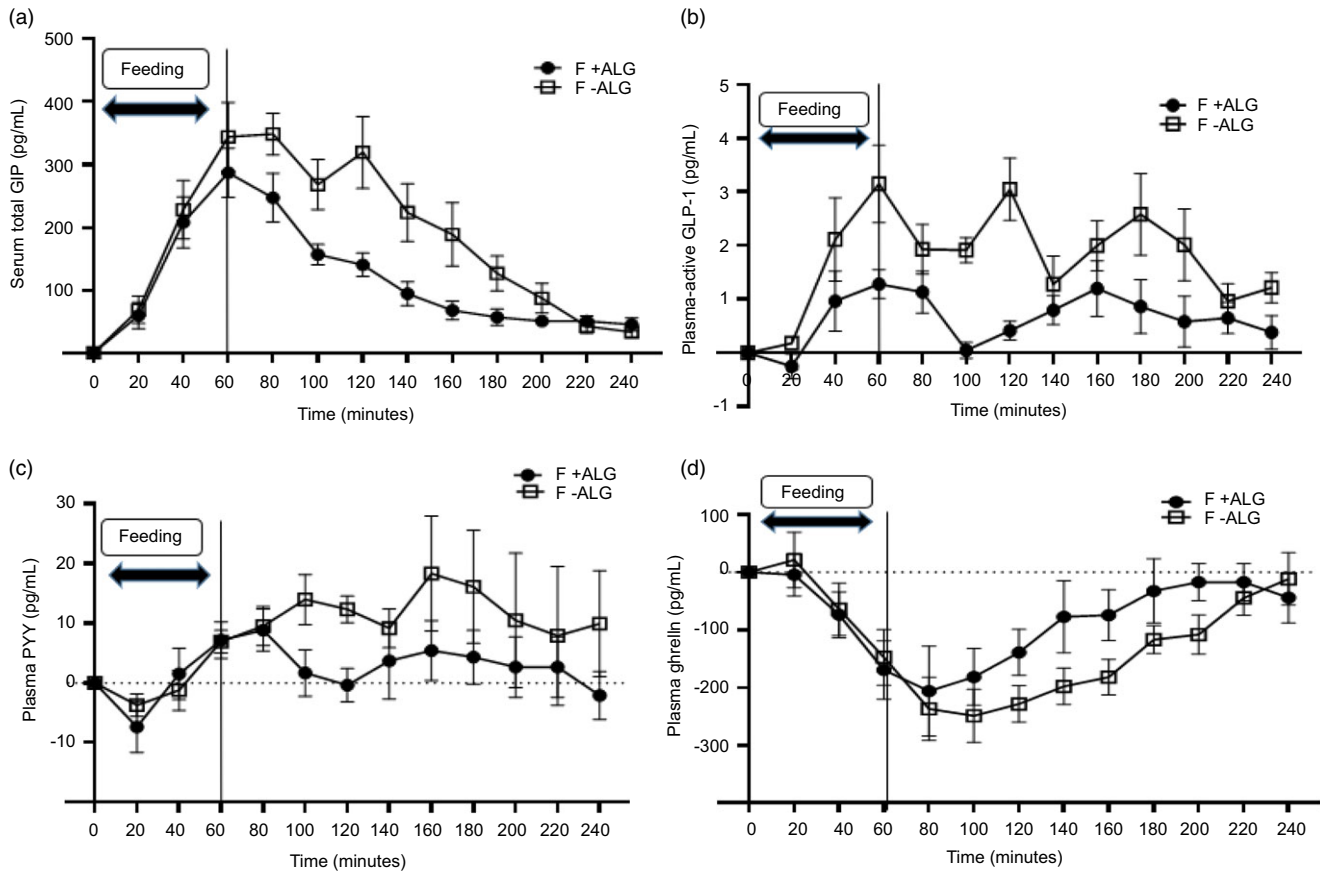 (a)
500
400
300
200
100
Serum total GIP (pg/mL)
Feeding
F +ALG
F -ALG
0 20 40 60 80 100 120 140 160 180 200 220 240
Time (minutes)
(b)
5
4
3
2
1
-1
Plasma-active GLP-1 (pg/mL)
Feeding
F +ALG
F -ALG
0 20 40 60 80 100 120 140 160 180 200 220 240
Time (minutes)
(c)
30
20
10
0
-10
Plasma PYY (pg/mL)
Feeding
F +ALG
F -ALG
0 20 40 60 80 100 120 140 160 180 200 220 240
Time (minutes)
(d)
100
0
-100
-200
-300
Plasma ghrelin (pg/mL)
Feeding
F +ALG
F -ALG
0 20 40 60 80 100 120 140 160 180 200 220 240
Time (minutes)